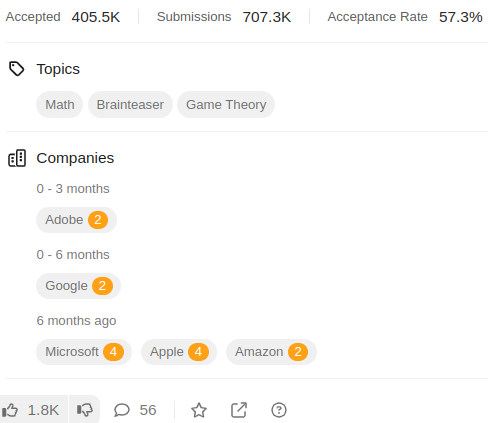 Accepted 405.5K Submissions 707.3K Acceptance Rate 57.3%
Topics
Math Brainteaser Game Theory
Companies
0 - 3 months
Adobe 2
0 - 6 months
Google 2
6 months ago
Microsoft 4 Apple 4 Amazon 2
1.8K 56